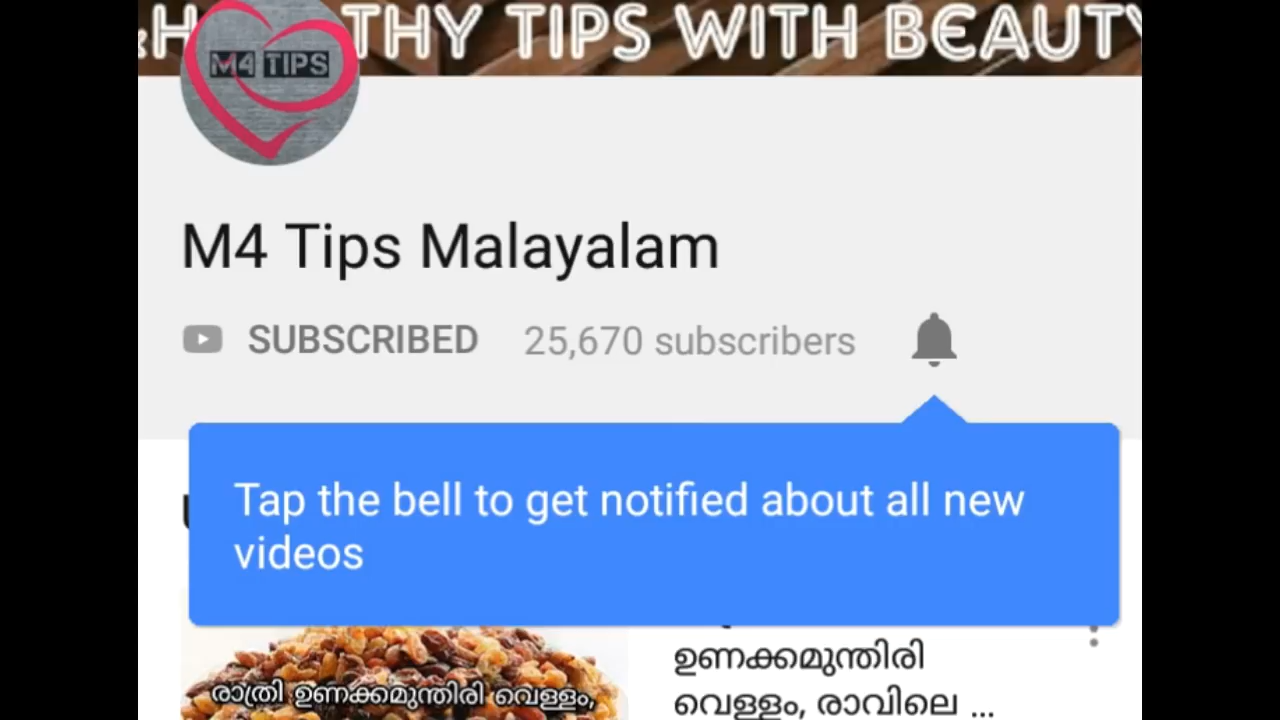 THY TIPS WITH BEAUTY
M4 TIPS
M4 Tips Malayalam
SUBSCRIBED 25,670 subscribers
Tap the bell to get notified about all new
videos
ഉണക്കമുന്തിരി
വെള്ളം, രാവിലെ ...
രാത്രി ഉണക്കമുന്തിരി വെള്ളം,